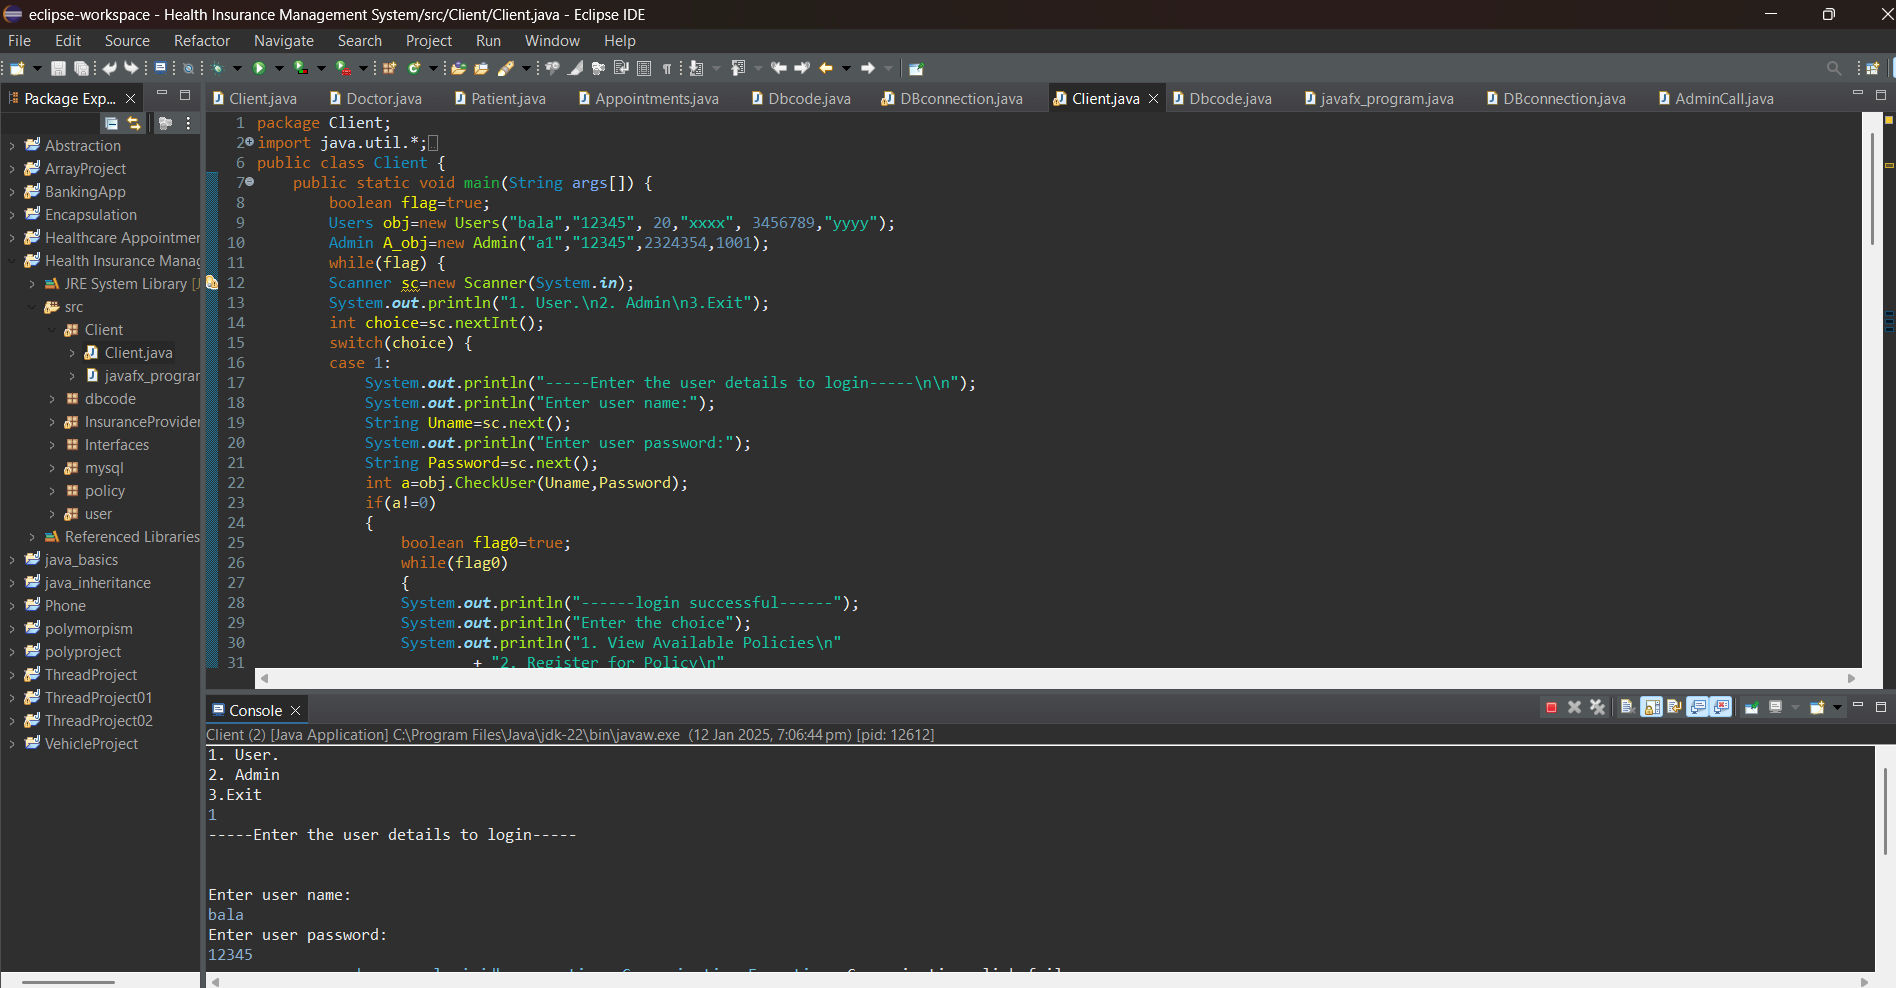 eclipse-workspace - Health Insurance Management System/src/Client/Client.java - Eclipse IDE
File Edit Source Refactor Navigate Search Project Run Window Help
Package Exp...
Client.java Doctor.java Patient.java Appointments.java Dbcode.java DBconnection.java Client.java Dbcode.java javafx_program.java DBconnection.java AdminCall.java
Abstraction
ArrayProject
BankingApp
Encapsulation
Healthcare Appointmer
Health Insurance Manag
JRE System Library [J
src
Client
Client.java
javafx_prograr
dbcode
InsuranceProvider
Interfaces
mysql
policy
user
Referenced Libraries
java_basics
java_inheritance
Phone
polymorpism
polyproject
ThreadProject
ThreadProject01
ThreadProject02
VehicleProject
1 package Client;
2 import java.util.*;
6 public class Client {
7 public static void main(String args[]) {
8 boolean flag=true;
9 Users obj=new Users("bala","12345", 20,"xxxx", 3456789,"yyyy");
10 Admin A_obj=new Admin("a1","12345",2324354,1001);
11 while(flag) {
12 Scanner sc=new Scanner(System.in);
13 System.out.println("1. User.\n2. Admin\n3.Exit");
14 int choice=sc.nextInt();
15 switch(choice) {
16 case 1:
17 System.out.println("-----Enter the user details to login-----\n\n");
18 System.out.println("Enter user name:");
19 String Uname=sc.next();
20 System.out.println("Enter user password:");
21 String Password=sc.next();
22 int a=obj.CheckUser(Uname,Password);
23 if(a!=0)
24 {
25 boolean flag0=true;
26 while(flag0)
27 {
28 System.out.println("------login successful------");
29 System.out.println("Enter the choice");
30 System.out.println("1. View Available Policies\n"
31 + "2. Register for Policy\n"
Console
Client (2) [Java Application] C:\Program Files\Java\jdk-22\bin\javaw.exe (12 Jan 2025, 7:06:44 pm) [pid: 12612]
1. User.
2. Admin
3.Exit
1
-----Enter the user details to login-----
Enter user name:
bala
Enter user password:
12345